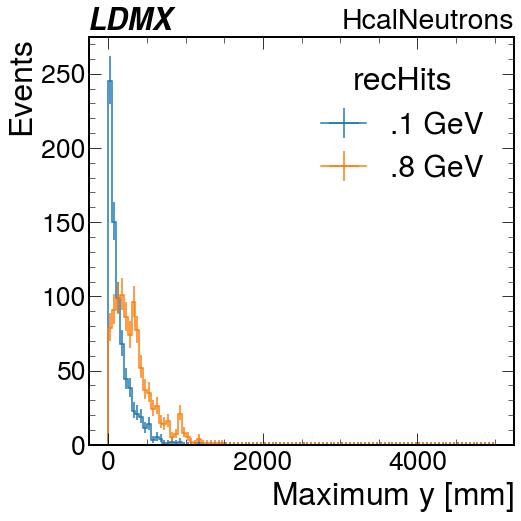 LDMX HcalNeutrons
Events
recHits
.1 GeV
.8 GeV
250
200
150
100
50
0
0 2000 4000
Maximum y [mm]